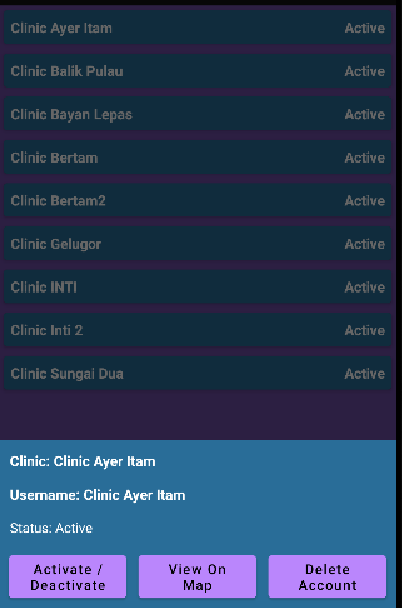 Clinic Ayer Itam Active
Clinic Balik Pulau Active
Clinic Bayan Lepas Active
Clinic Bertam Active
Clinic Bertam2 Active
Clinic Gelugor Active
Clinic INTI Active
Clinic Inti 2 Active
Clinic Sungai Dua Active
Clinic: Clinic Ayer Itam
Username: Clinic Ayer Itam
Status: Active
Activate /
Deactivate
View On
Map
Delete
Account